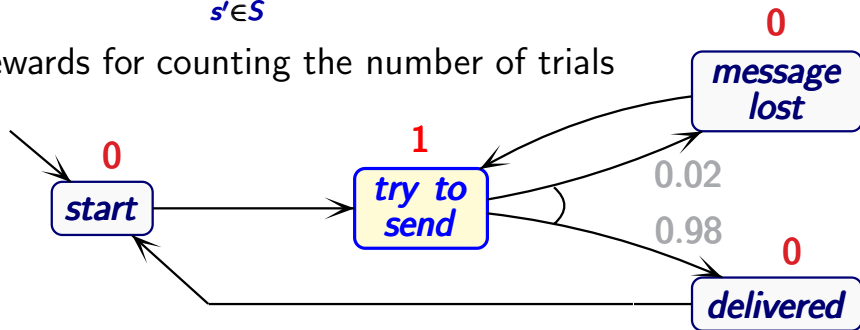 s′∈S
ewards for counting the number of trials
0
message
lost
0
1
start
try to
send
0.02
0.98
0
delivered